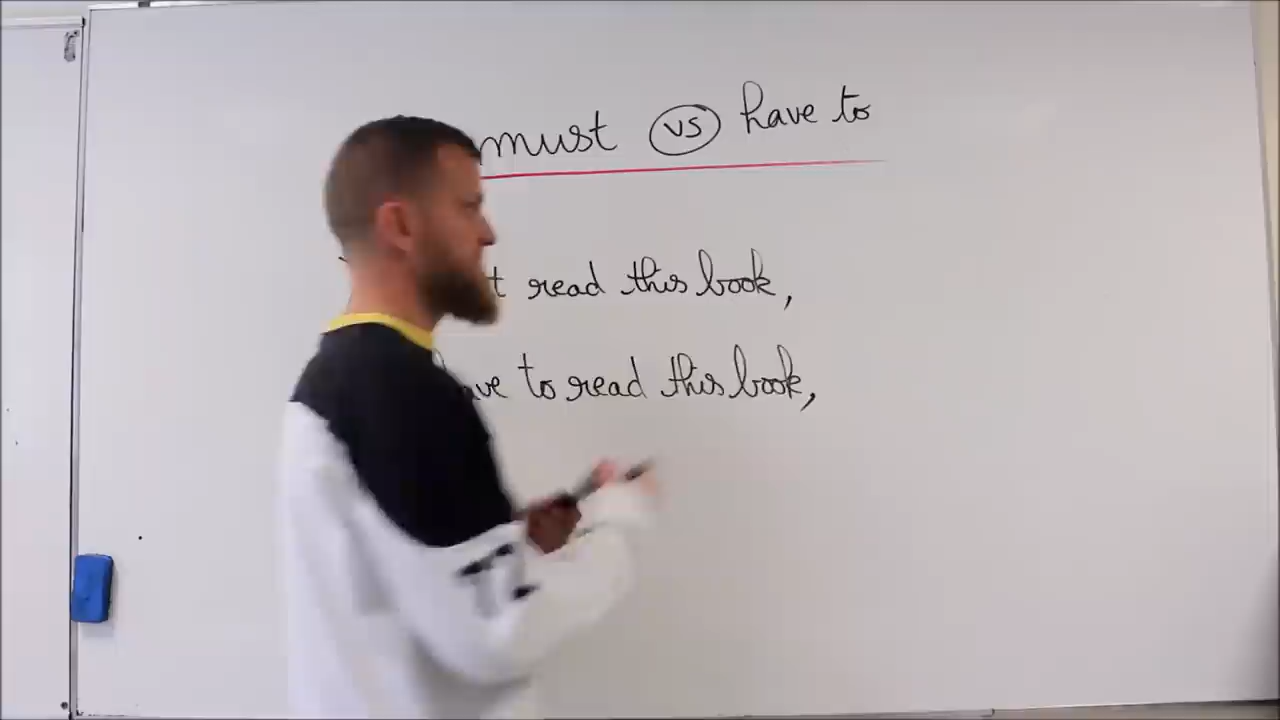 must vs have to
read this book,
to read this book,